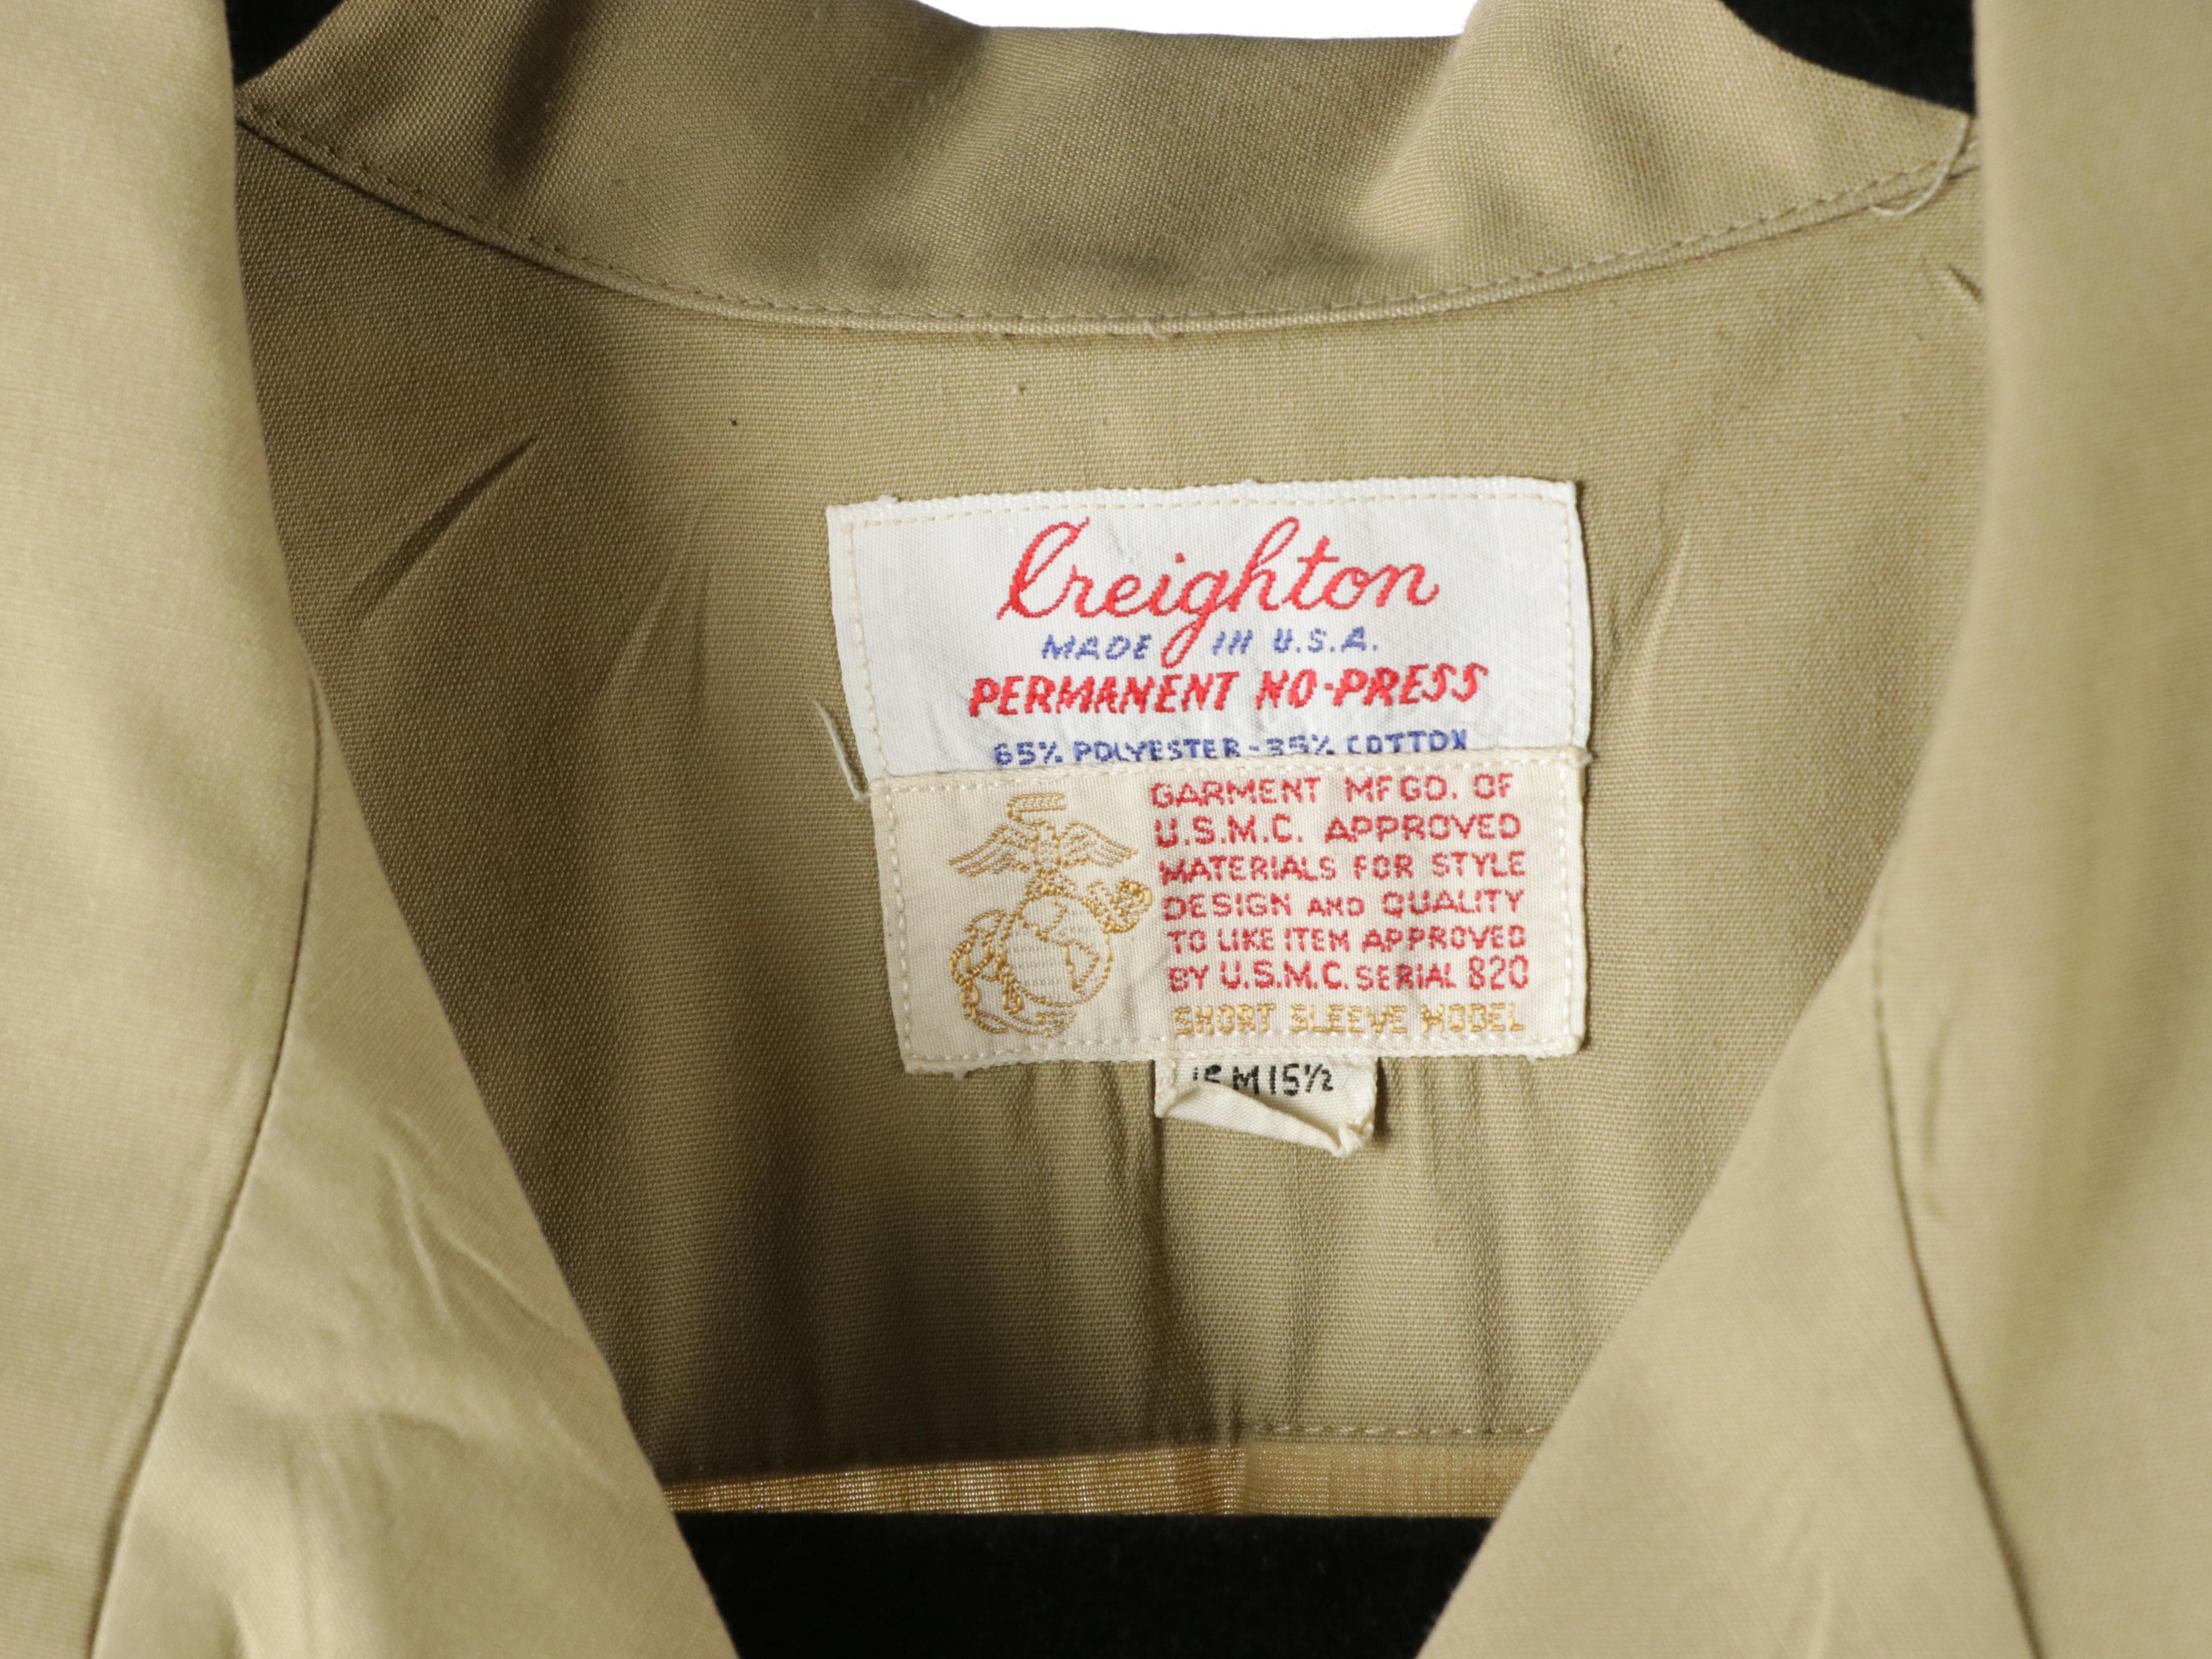 Creighton
MADE IN U.S.A.
PERMANENT NO-PRESS
65% POLYESTER-35% COTTON
GARMENT MFGD. OF
U.S.M.C. APPROVED
MATERIALS FOR STYLE
DESIGN AND QUALITY
TO LIKE ITEM APPROVED
BY U.S.M.C. SERIAL 820
SHORT SLEEVE MODEL
M 15½